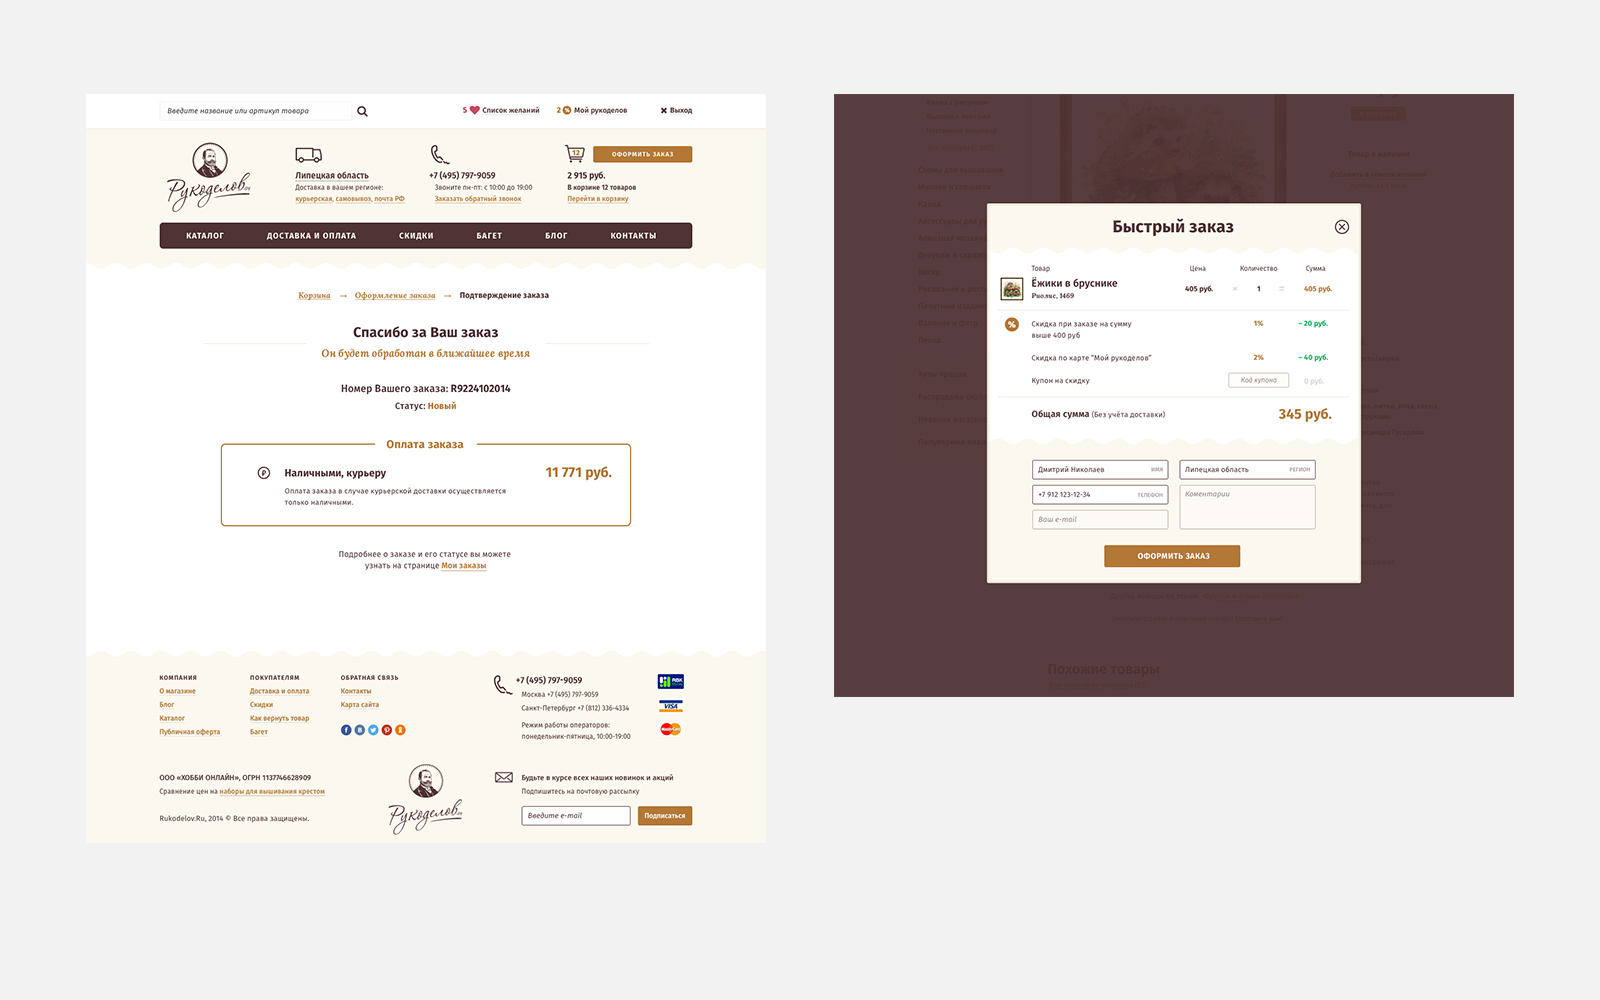 Введите название или артикул товара
5 Список желаний
2 % Мой рукоделов
Выход
Рукоделов.ру
Липецкая область
Доставка в вашем регионе:
курьерская, самовывоз, почта РФ
+7 (495) 797-9059
Звоните пн-пт: с 10:00 до 19:00
Заказать обратный звонок
12
ОФОРМИТЬ ЗАКАЗ
2 915 руб.
В корзине 12 товаров
Перейти в корзину
КАТАЛОГ
ДОСТАВКА И ОПЛАТА
СКИДКИ
БАГЕТ
БЛОГ
КОНТАКТЫ
Корзина → Оформление заказа → Подтверждение заказа
Спасибо за Ваш заказ
Он будет обработан в ближайшее время
Номер Вашего заказа: R9224102014
Статус: Новый
Оплата заказа
Наличными, курьеру
11 771 руб.
Оплата заказа в случае курьерской доставки осуществляется
только наличными.
Подробнее о заказе и его статусе вы можете
узнать на странице Мои заказы
КОМПАНИЯ
О магазине
Блог
Каталог
Публичная оферта
ПОКУПАТЕЛЯМ
Доставка и оплата
Скидки
Как вернуть товар
Багет
ОБРАТНАЯ СВЯЗЬ
Контакты
Карта сайта
+7 (495) 797-9059
Москва +7 (495) 797-9059
Санкт-Петербург +7 (812) 336-4334
Режим работы операторов:
понедельник-пятница, 10:00-19:00
VISA
MasterCard
ООО «ХОББИ ОНЛАЙН», ОГРН 1137746628909
Сравнение цен на наборы для вышивания крестом
Rukodelov.Ru, 2014 © Все права защищены.
Рукоделов.ру
Будьте в курсе всех наших новинок и акций
Подпишитесь на почтовую рассылку
Введите e-mail
Подписаться
Быстрый заказ
Товар
Цена
Количество
Сумма
Ёжики в бруснике
Риолис, 1469
405 руб.
×
1
=
405 руб.
%
Скидка при заказе на сумму
выше 400 руб
1%
– 20 руб.
Скидка по карте "Мой рукоделов"
2%
– 40 руб.
Купон на скидку
Код купона
0 руб.
Общая сумма (Без учёта доставки)
345 руб.
Дмитрий Николаев ИМЯ
Липецкая область РЕГИОН
+7 912 123-12-34 ТЕЛЕФОН
Коментарии
Ваш e-mail
ОФОРМИТЬ ЗАКАЗ
Похожие товары